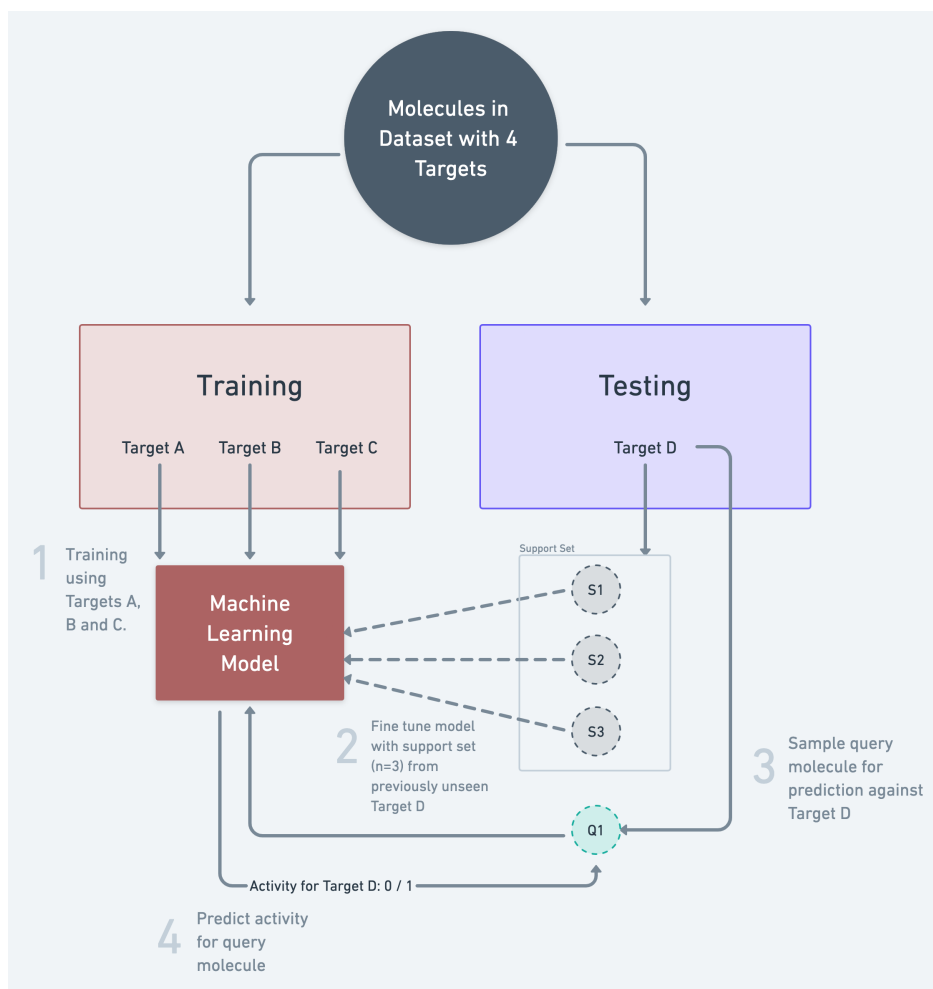 Molecules in
Dataset with 4
Targets
Training
Target A
Target B
Target C
Testing
Target D
1
Training
using
Targets A,
B and C.
Machine
Learning
Model
Support Set
S1
S2
S3
2
Fine tune model
with support set
(n=3) from
previously unseen
Target D
3
Sample query
molecule for
prediction against
Target D
Q1
Activity for Target D: 0 / 1
4
Predict activity
for query
molecule